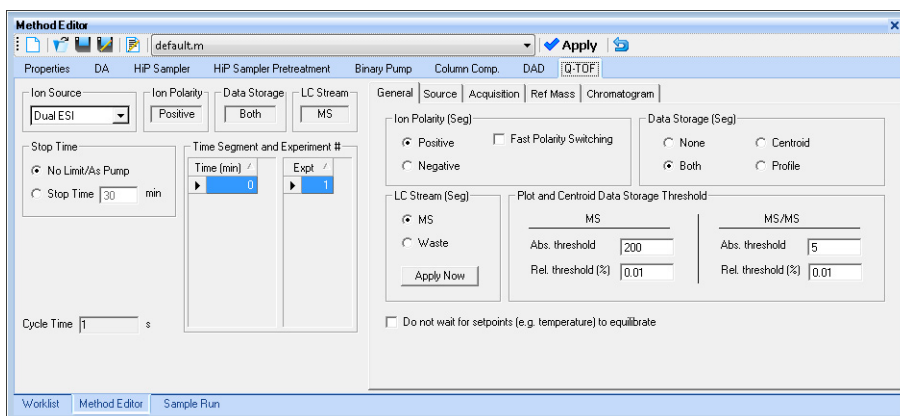 Method Editor
default.m
Apply
Properties DA HiP Sampler HiP Sampler Pretreatment Binary Pump Column Comp. DAD Q-TOF
Ion Source
Dual ESI
Ion Polarity
Positive
Data Storage
Both
LC Stream
MS
Stop Time
No Limit/As Pump
Stop Time 30 min
Time Segment and Experiment #
Time (min) Expt
0 1
Cycle Time 1 s
General Source Acquisition Ref Mass Chromatogram
Ion Polarity (Seg)
Positive Fast Polarity Switching
Negative
Data Storage (Seg)
None Centroid
Both Profile
LC Stream (Seg)
MS
Waste
Apply Now
Plot and Centroid Data Storage Threshold
MS MS/MS
Abs. threshold 200 Abs. threshold 5
Rel. threshold (%) 0.01 Rel. threshold (%) 0.01
Do not wait for setpoints (e.g. temperature) to equilibrate
Worklist Method Editor Sample Run